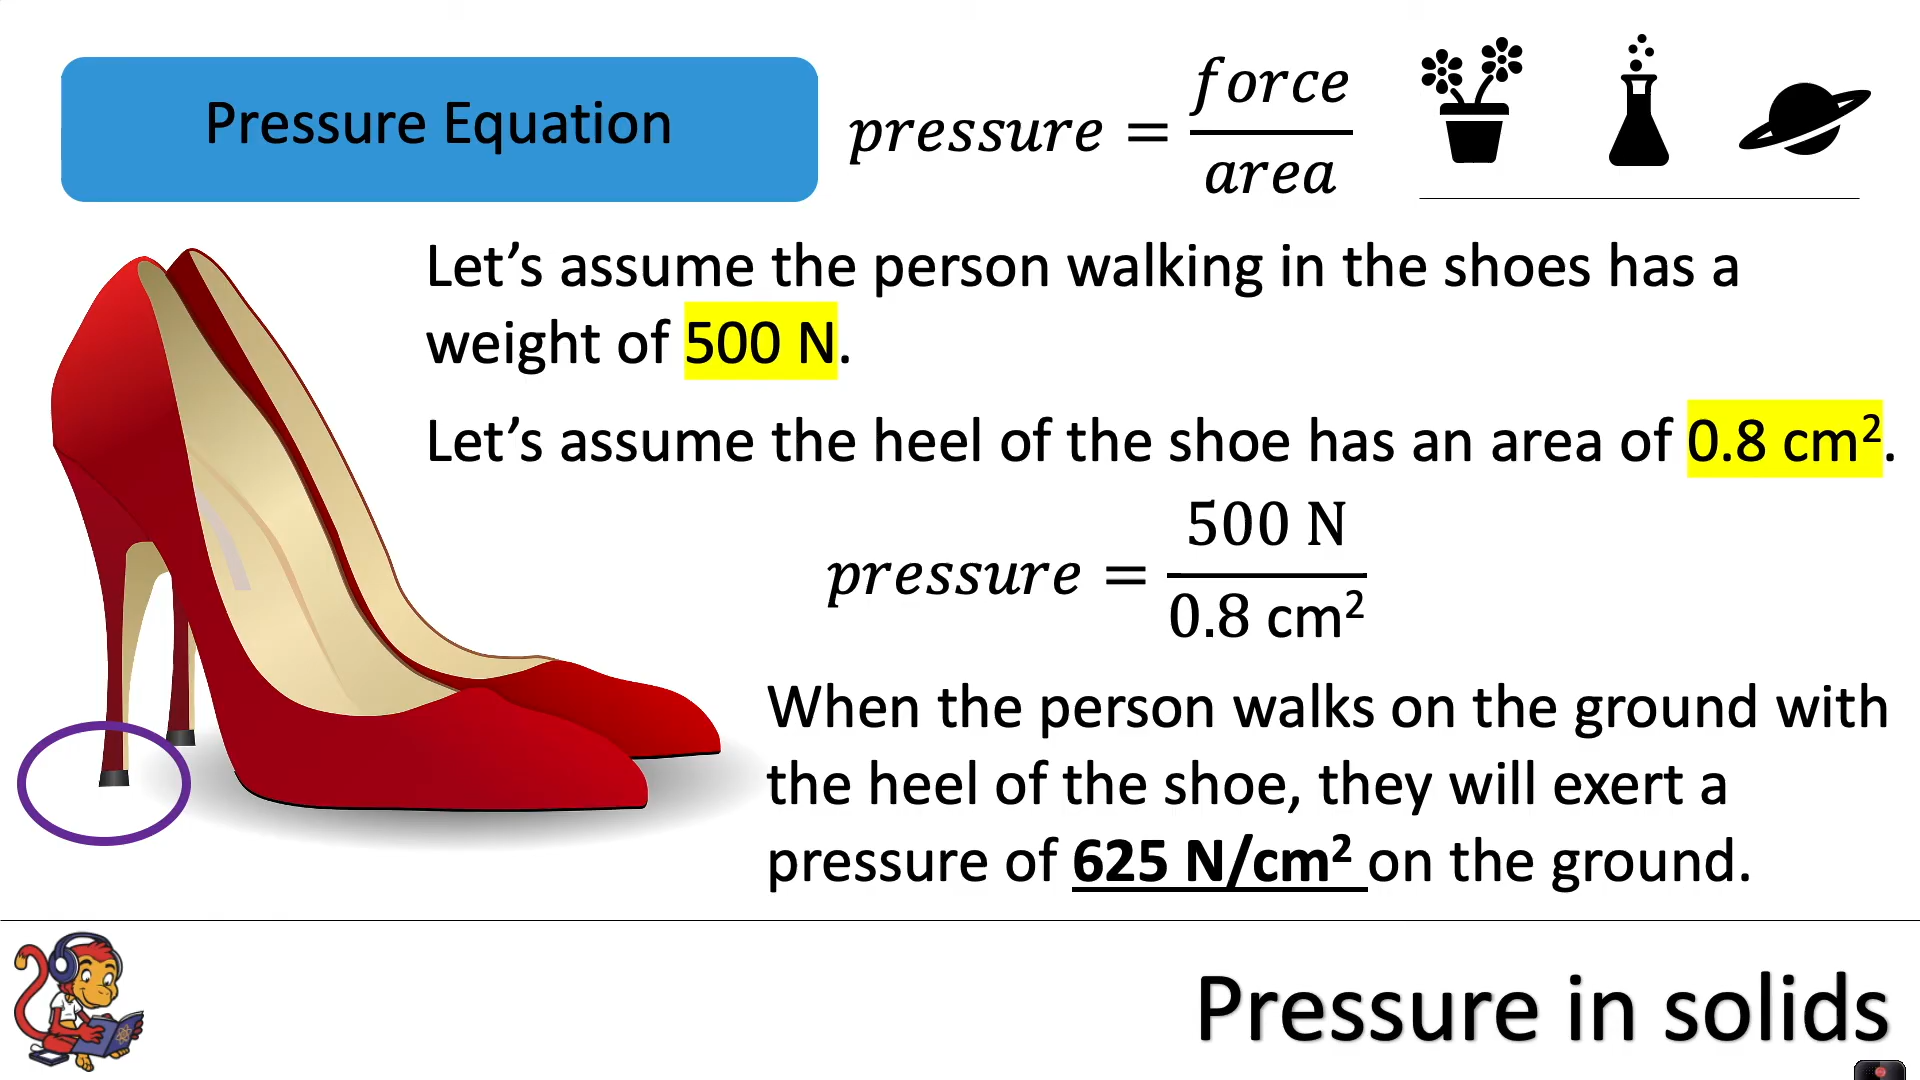 Pressure Equation
pressure = force / area
Let’s assume the person walking in the shoes has a
weight of 500 N.
Let’s assume the heel of the shoe has an area of 0.8 cm².
pressure = 500 N / 0.8 cm²
When the person walks on the ground with
the heel of the shoe, they will exert a
pressure of 625 N/cm² on the ground.
Pressure in solids